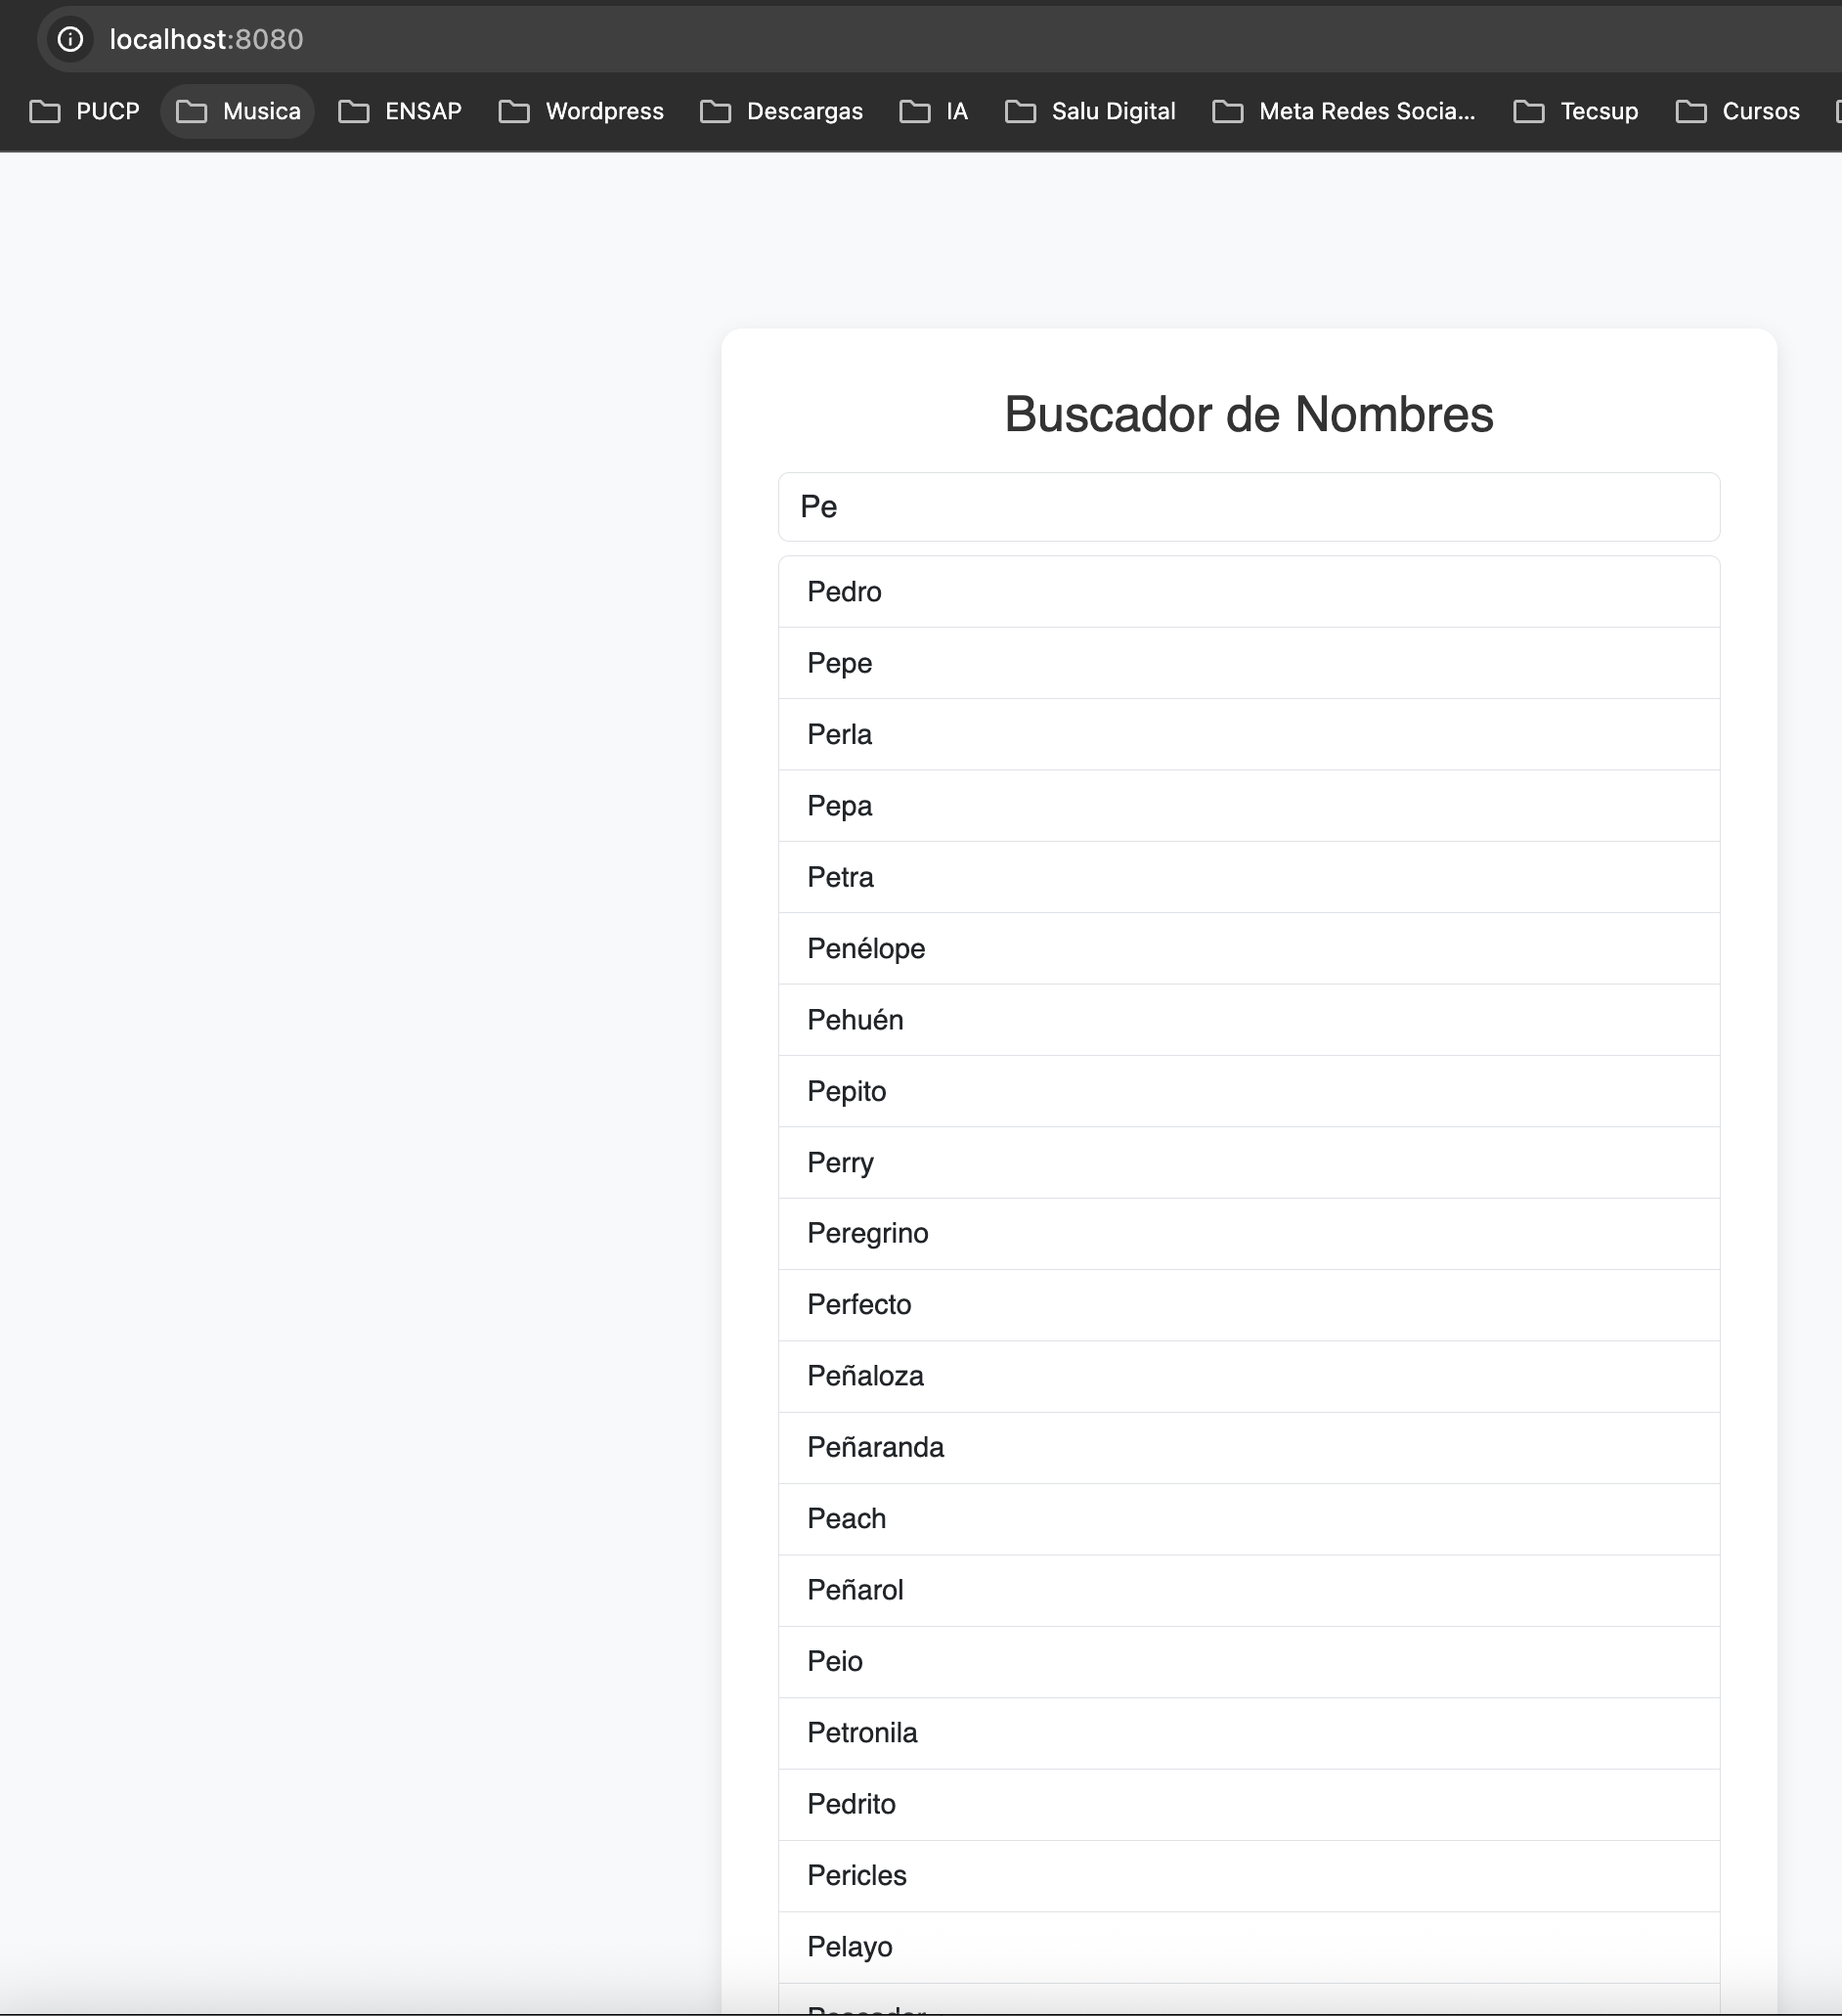 localhost:8080
PUCP Musica ENSAP Wordpress Descargas IA Salu Digital Meta Redes Socia... Tecsup Cursos
Buscador de Nombres
Pe
Pedro
Pepe
Perla
Pepa
Petra
Penélope
Pehuén
Pepito
Perry
Peregrino
Perfecto
Peñaloza
Peñaranda
Peach
Peñarol
Peio
Petronila
Pedrito
Pericles
Pelayo